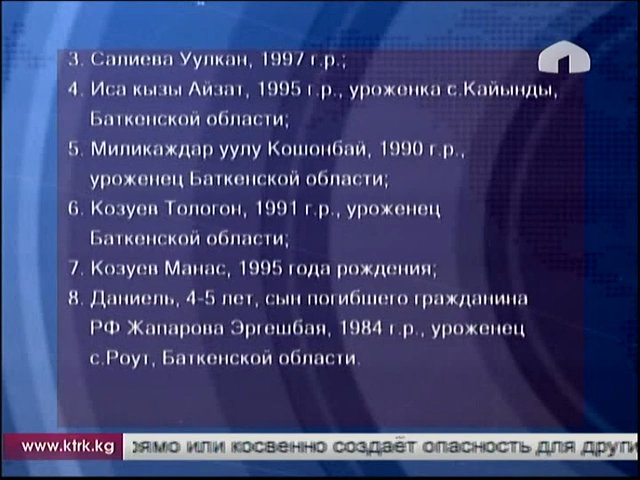 3. Салиева Уулкан, 1997 г.р.;
4. Иса кызы Айзат, 1995 г.р., уроженка с.Кайынды,
Баткенской области;
5. Миликаждар уулу Кошонбай, 1990 г.р.,
уроженец Баткенской области;
6. Козуев Тологон, 1991 г.р., уроженец
Баткенской области;
7. Козуев Манас, 1995 года рождения;
8. Даниель, 4-5 лет, сын погибшего гражданина
РФ Жапарова Эргешбая, 1984 г.р., уроженец
с.Роут, Баткенской области.
www.ktrk.kg рямо или косвенно создаёт опасность для други